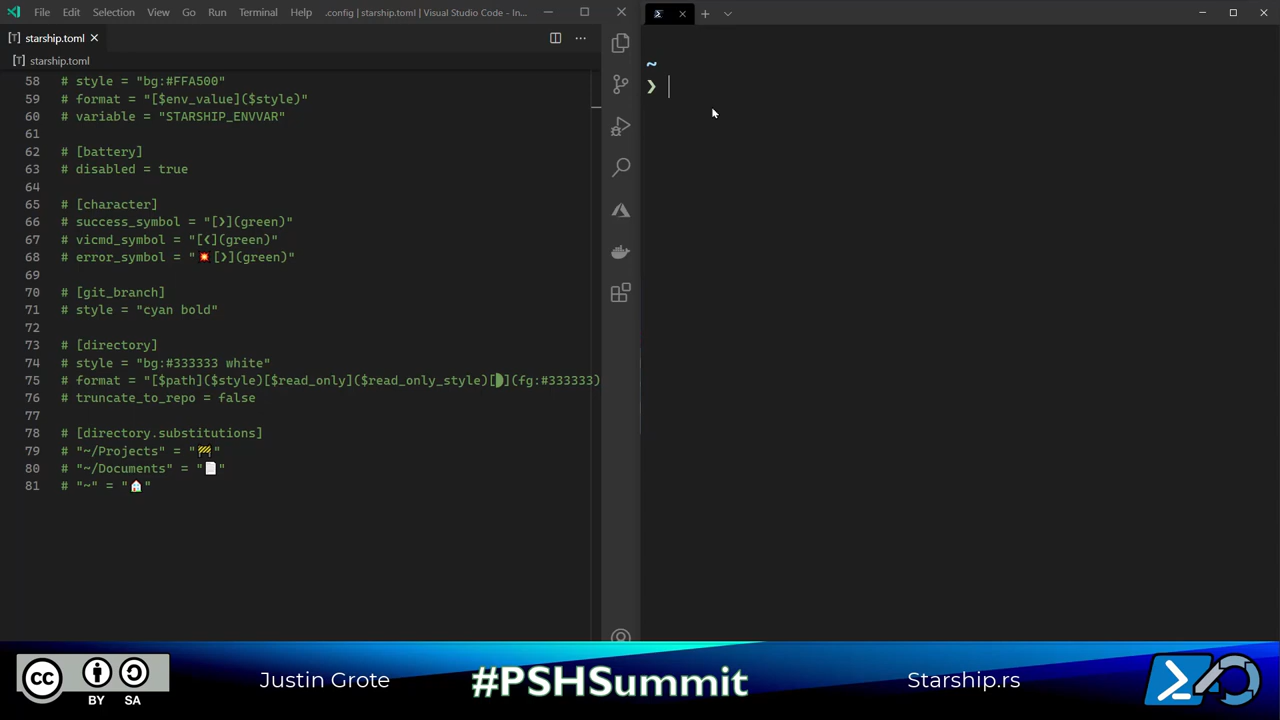 File Edit Selection View Go Run Terminal Help .config | starship.toml | Visual Studio Code - In...
starship.toml
starship.toml
58 # style = "bg:#FFA500"
59 # format = "[$env_value]($style)"
60 # variable = "STARSHIP_ENVVAR"
61
62 # [battery]
63 # disabled = true
64
65 # [character]
66 # success_symbol = "[❯](green)"
67 # vicmd_symbol = "[❮](green)"
68 # error_symbol = "💥[❯](green)"
69
70 # [git_branch]
71 # style = "cyan bold"
72
73 # [directory]
74 # style = "bg:#333333 white"
75 # format = "[$path]($style)[$read_only]($read_only_style)[](fg:#333333)
76 # truncate_to_repo = false
77
78 # [directory.substitutions]
79 # "~/Projects" = "🚧"
80 # "~/Documents" = "📄"
81 # "~" = "🏠"
~
❯
CC BY SA
Justin Grote
#PSHSummit
Starship.rs